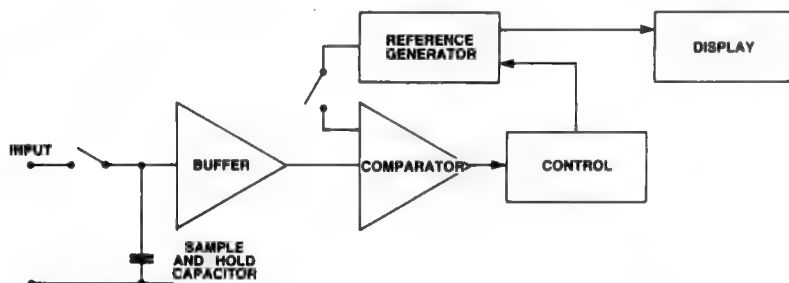 REFERENCE
GENERATOR
DISPLAY
INPUT
BUFFER
COMPARATOR
CONTROL
SAMPLE
AND HOLD
CAPACITOR